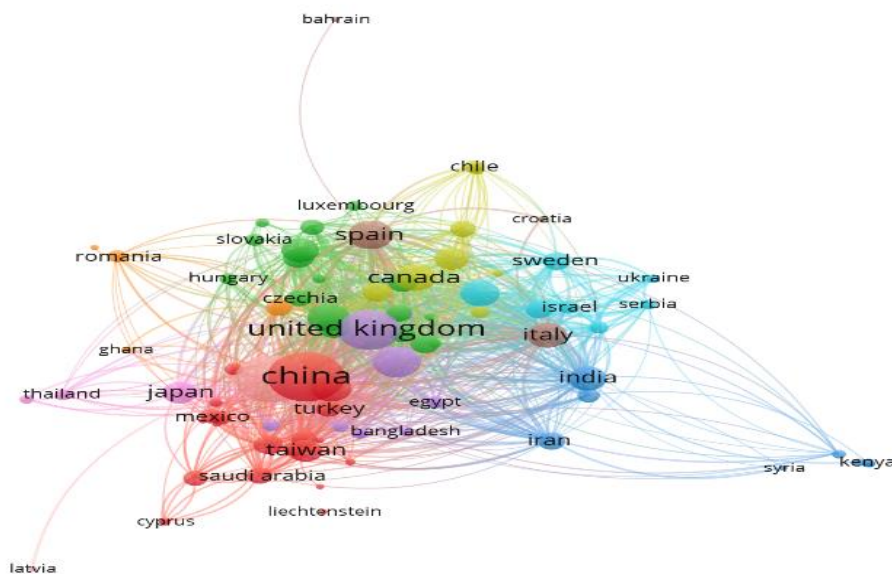 bahrain
chile
luxembourg
croatia
spain
slovakia
romania
sweden
hungary
canada
ukraine
czechia
israel
serbia
united kingdom
italy
ghana
china
india
thailand
japan
egypt
turkey
mexico
bangladesh
iran
taiwan
kenya
syria
saudi arabia
liechtenstein
cyprus
latvia